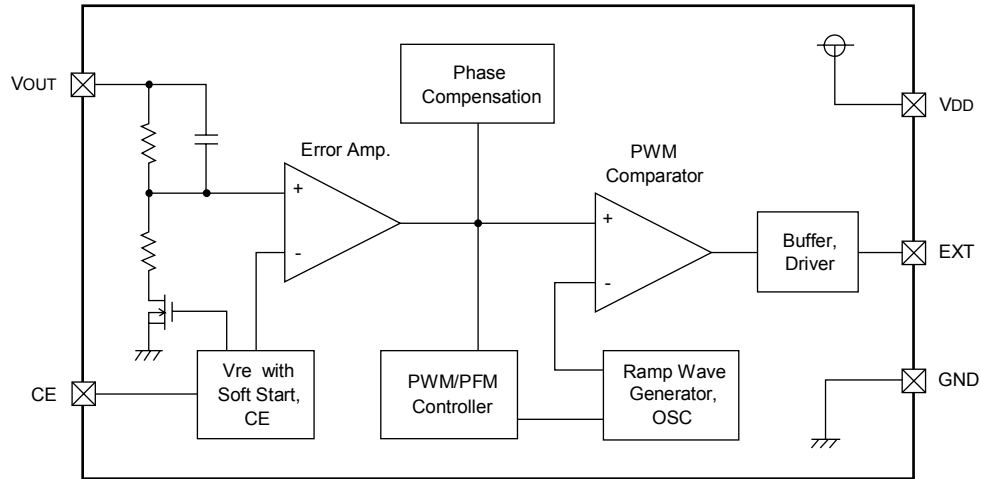 VOUT
Phase
Compensation
VDD
Error Amp.
PWM
Comparator
+
-
+
-
Buffer,
Driver
EXT
CE
Vre with
Soft Start,
CE
PWM/PFM
Controller
Ramp Wave
Generator,
OSC
GND